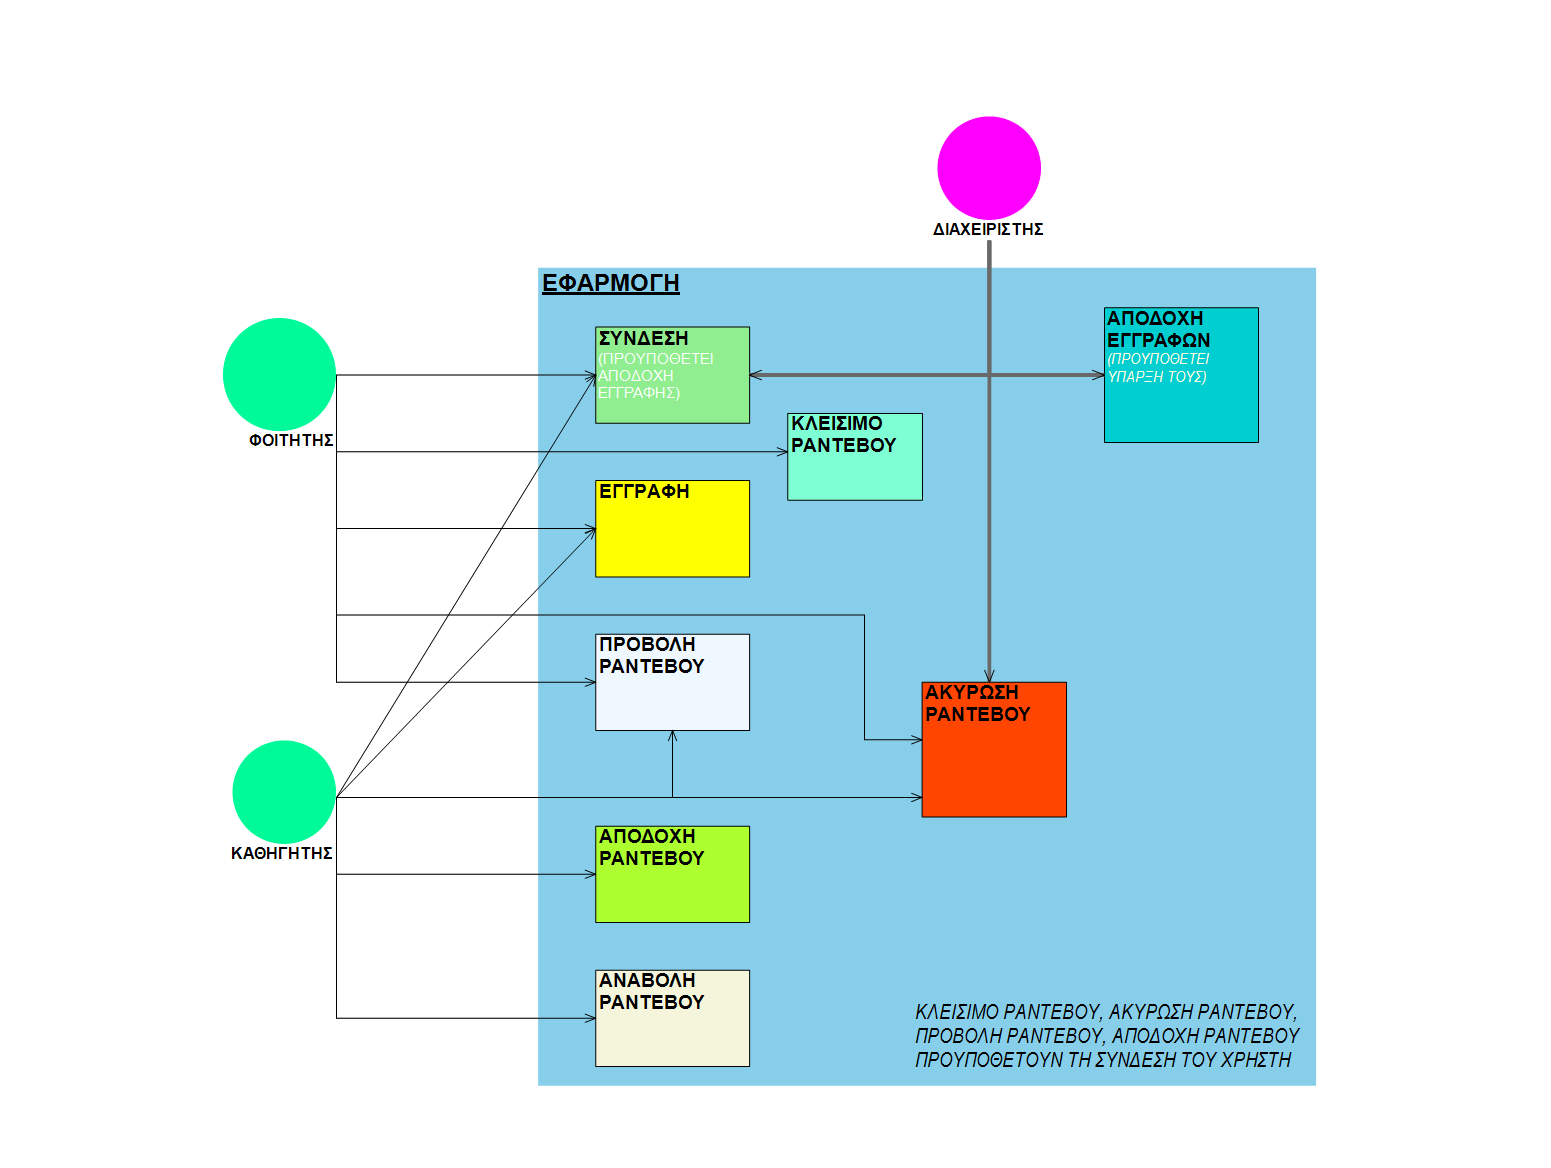 ΔΙΑΧΕΙΡΙΣΤΗΣ
ΕΦΑΡΜΟΓΗ
ΣΥΝΔΕΣΗ
(ΠΡΟΥΠΟΘΕΤΕΙ
ΑΠΟΔΟΧΗ
ΕΓΓΡΑΦΗΣ)
ΑΠΟΔΟΧΗ
ΕΓΓΡΑΦΩΝ
(ΠΡΟΥΠΟΘΕΤΕΙ
ΥΠΑΡΞΗ ΤΟΥΣ)
ΦΟΙΤΗΤΗΣ
ΚΛΕΙΣΙΜΟ
ΡΑΝΤΕΒΟΥ
ΕΓΓΡΑΦΗ
ΠΡΟΒΟΛΗ
ΡΑΝΤΕΒΟΥ
ΑΚΥΡΩΣΗ
ΡΑΝΤΕΒΟΥ
ΚΑΘΗΓΗΤΗΣ
ΑΠΟΔΟΧΗ
ΡΑΝΤΕΒΟΥ
ΑΝΑΒΟΛΗ
ΡΑΝΤΕΒΟΥ
ΚΛΕΙΣΙΜΟ ΡΑΝΤΕΒΟΥ, ΑΚΥΡΩΣΗ ΡΑΝΤΕΒΟΥ,
ΠΡΟΒΟΛΗ ΡΑΝΤΕΒΟΥ, ΑΠΟΔΟΧΗ ΡΑΝΤΕΒΟΥ
ΠΡΟΥΠΟΘΕΤΟΥΝ ΤΗ ΣΥΝΔΕΣΗ ΤΟΥ ΧΡΗΣΤΗ